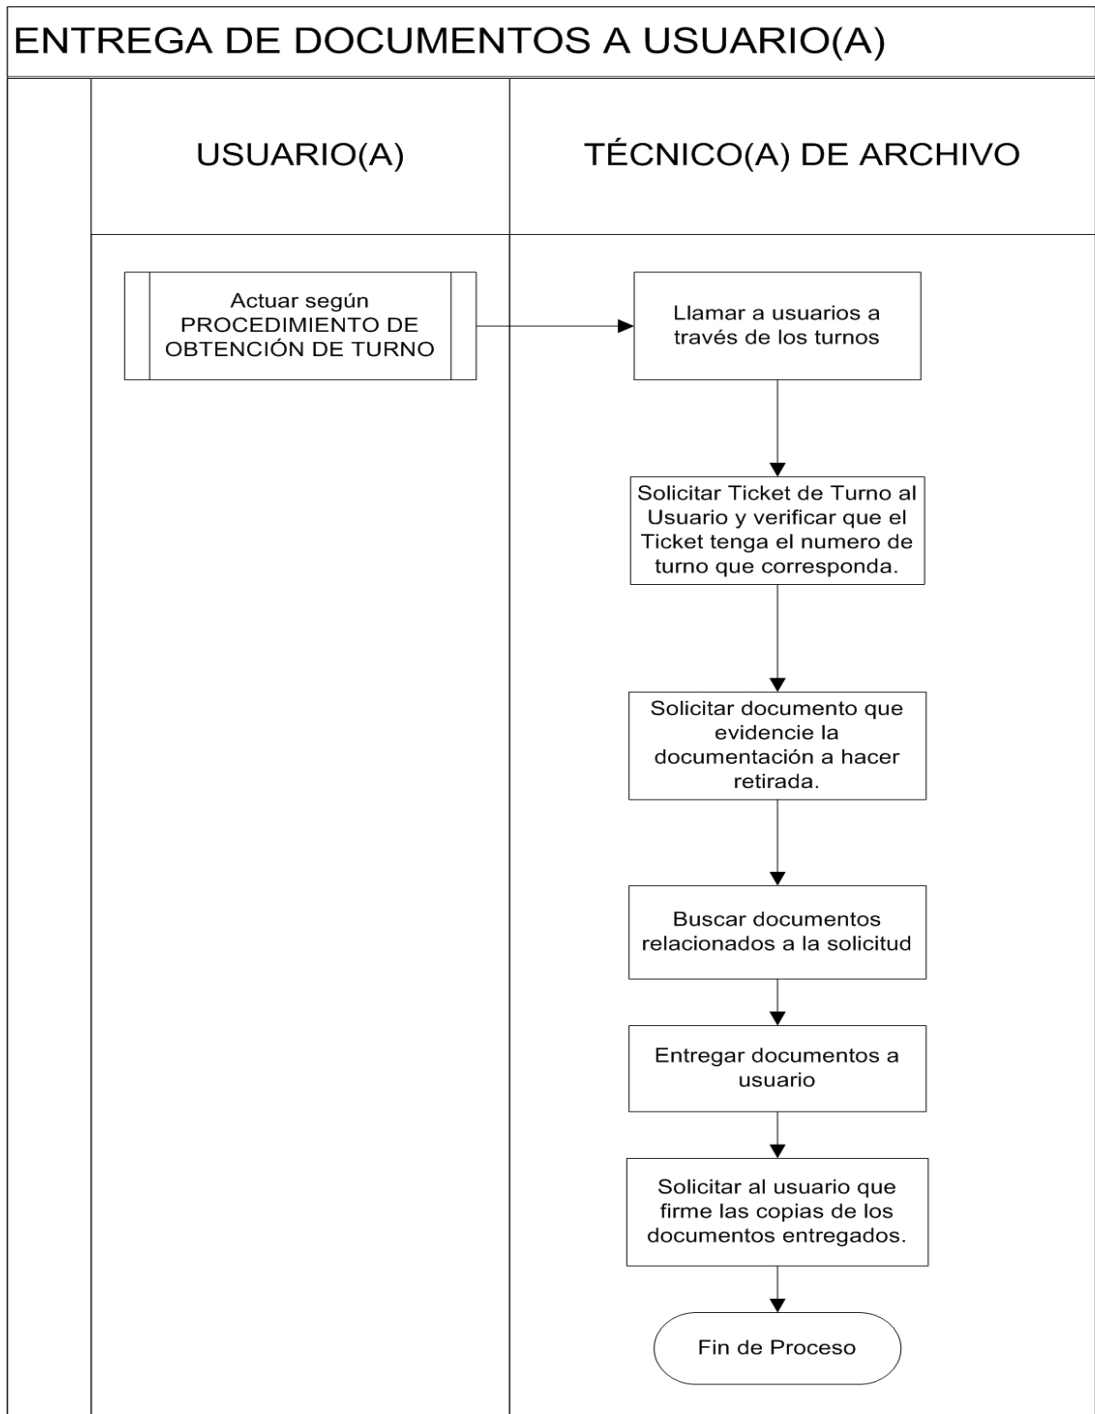 ENTREGA DE DOCUMENTOS A USUARIO(A)
USUARIO(A)
TÉCNICO(A) DE ARCHIVO
Actuar según
PROCEDIMIENTO DE
OBTENCIÓN DE TURNO
Llamar a usuarios a
través de los turnos
Solicitar Ticket de Turno al
Usuario y verificar que el
Ticket tenga el numero de
turno que corresponda.
Solicitar documento que
evidencie la
documentación a hacer
retirada.
Buscar documentos
relacionados a la solicitud
Entregar documentos a
usuario
Solicitar al usuario que
firme las copias de los
documentos entregados.
Fin de Proceso